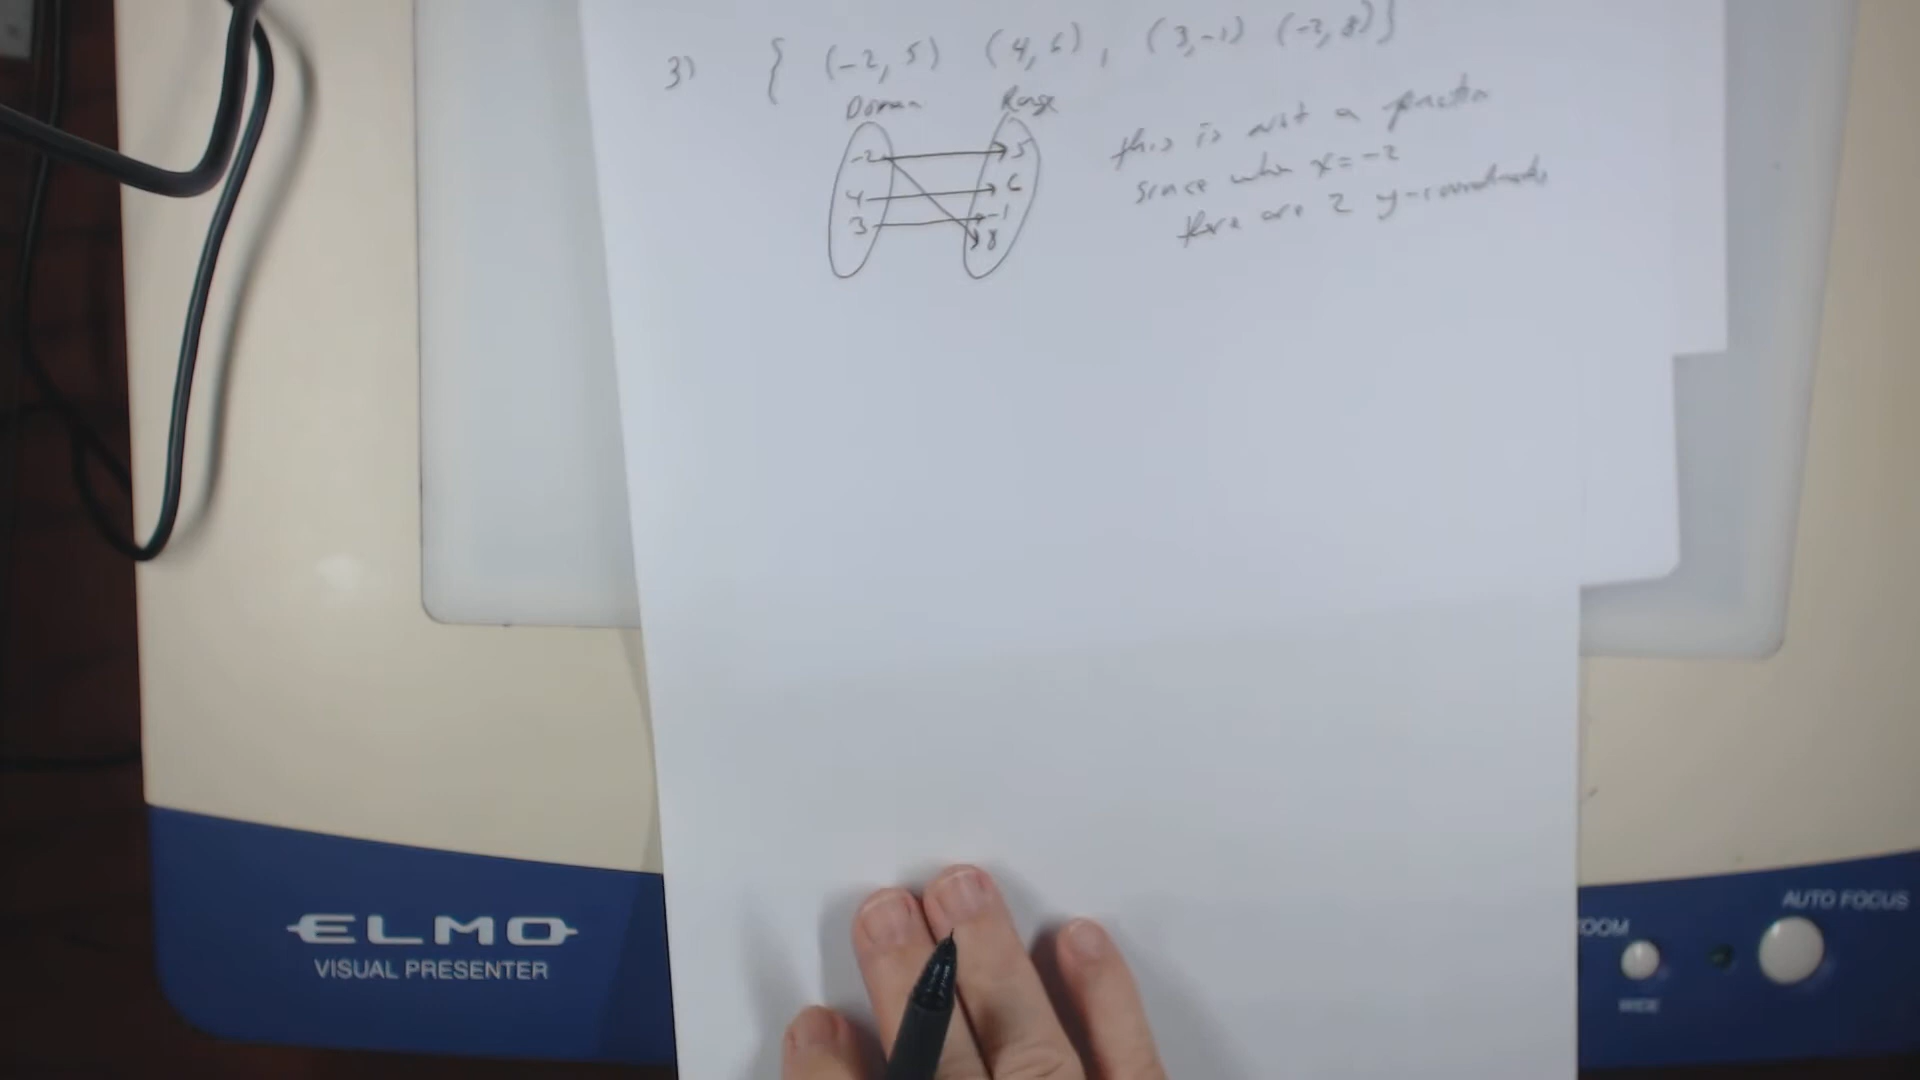 3) { (-2, 5) (4, 6), (3, -1) (-2, 8) }
Domain Range
-2 5
4 6
3 -1
8
this is not a function
since when x = -2
there are 2 y-coordinates
ELMO
VISUAL PRESENTER
AUTO FOCUS
ZOOM
WIDE